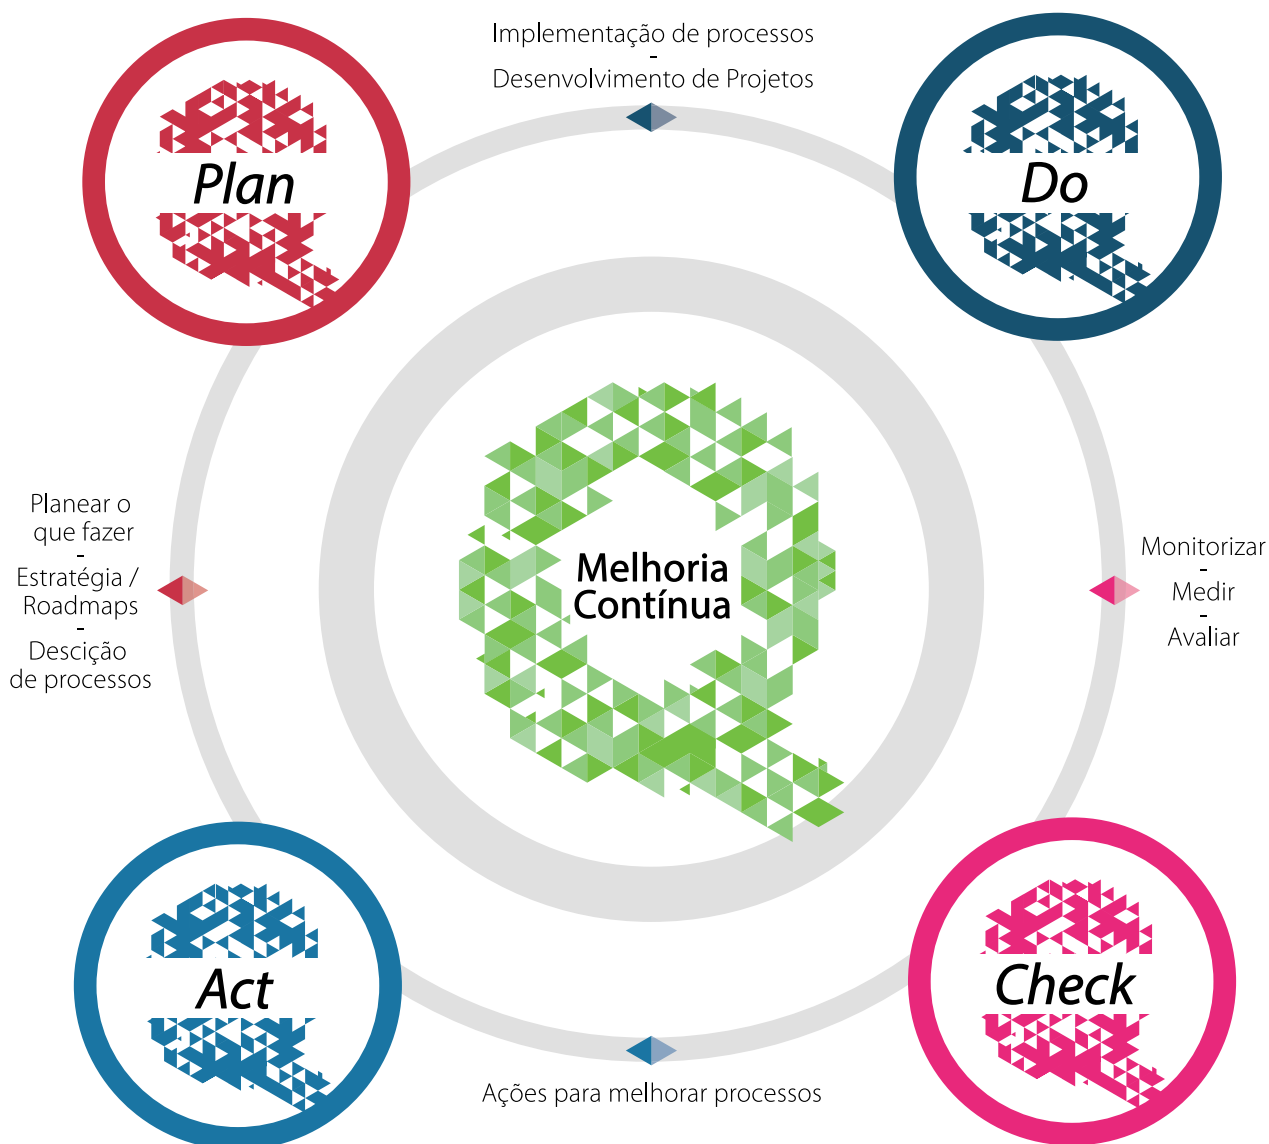 Implementação de processos
-
Desenvolvimento de Projetos
Plan
Do
Planear o
que fazer
-
Estratégia /
Roadmaps
-
Descição
de processos
Melhoria
Contínua
Monitorizar
-
Medir
-
Avaliar
Act
Check
Ações para melhorar processos